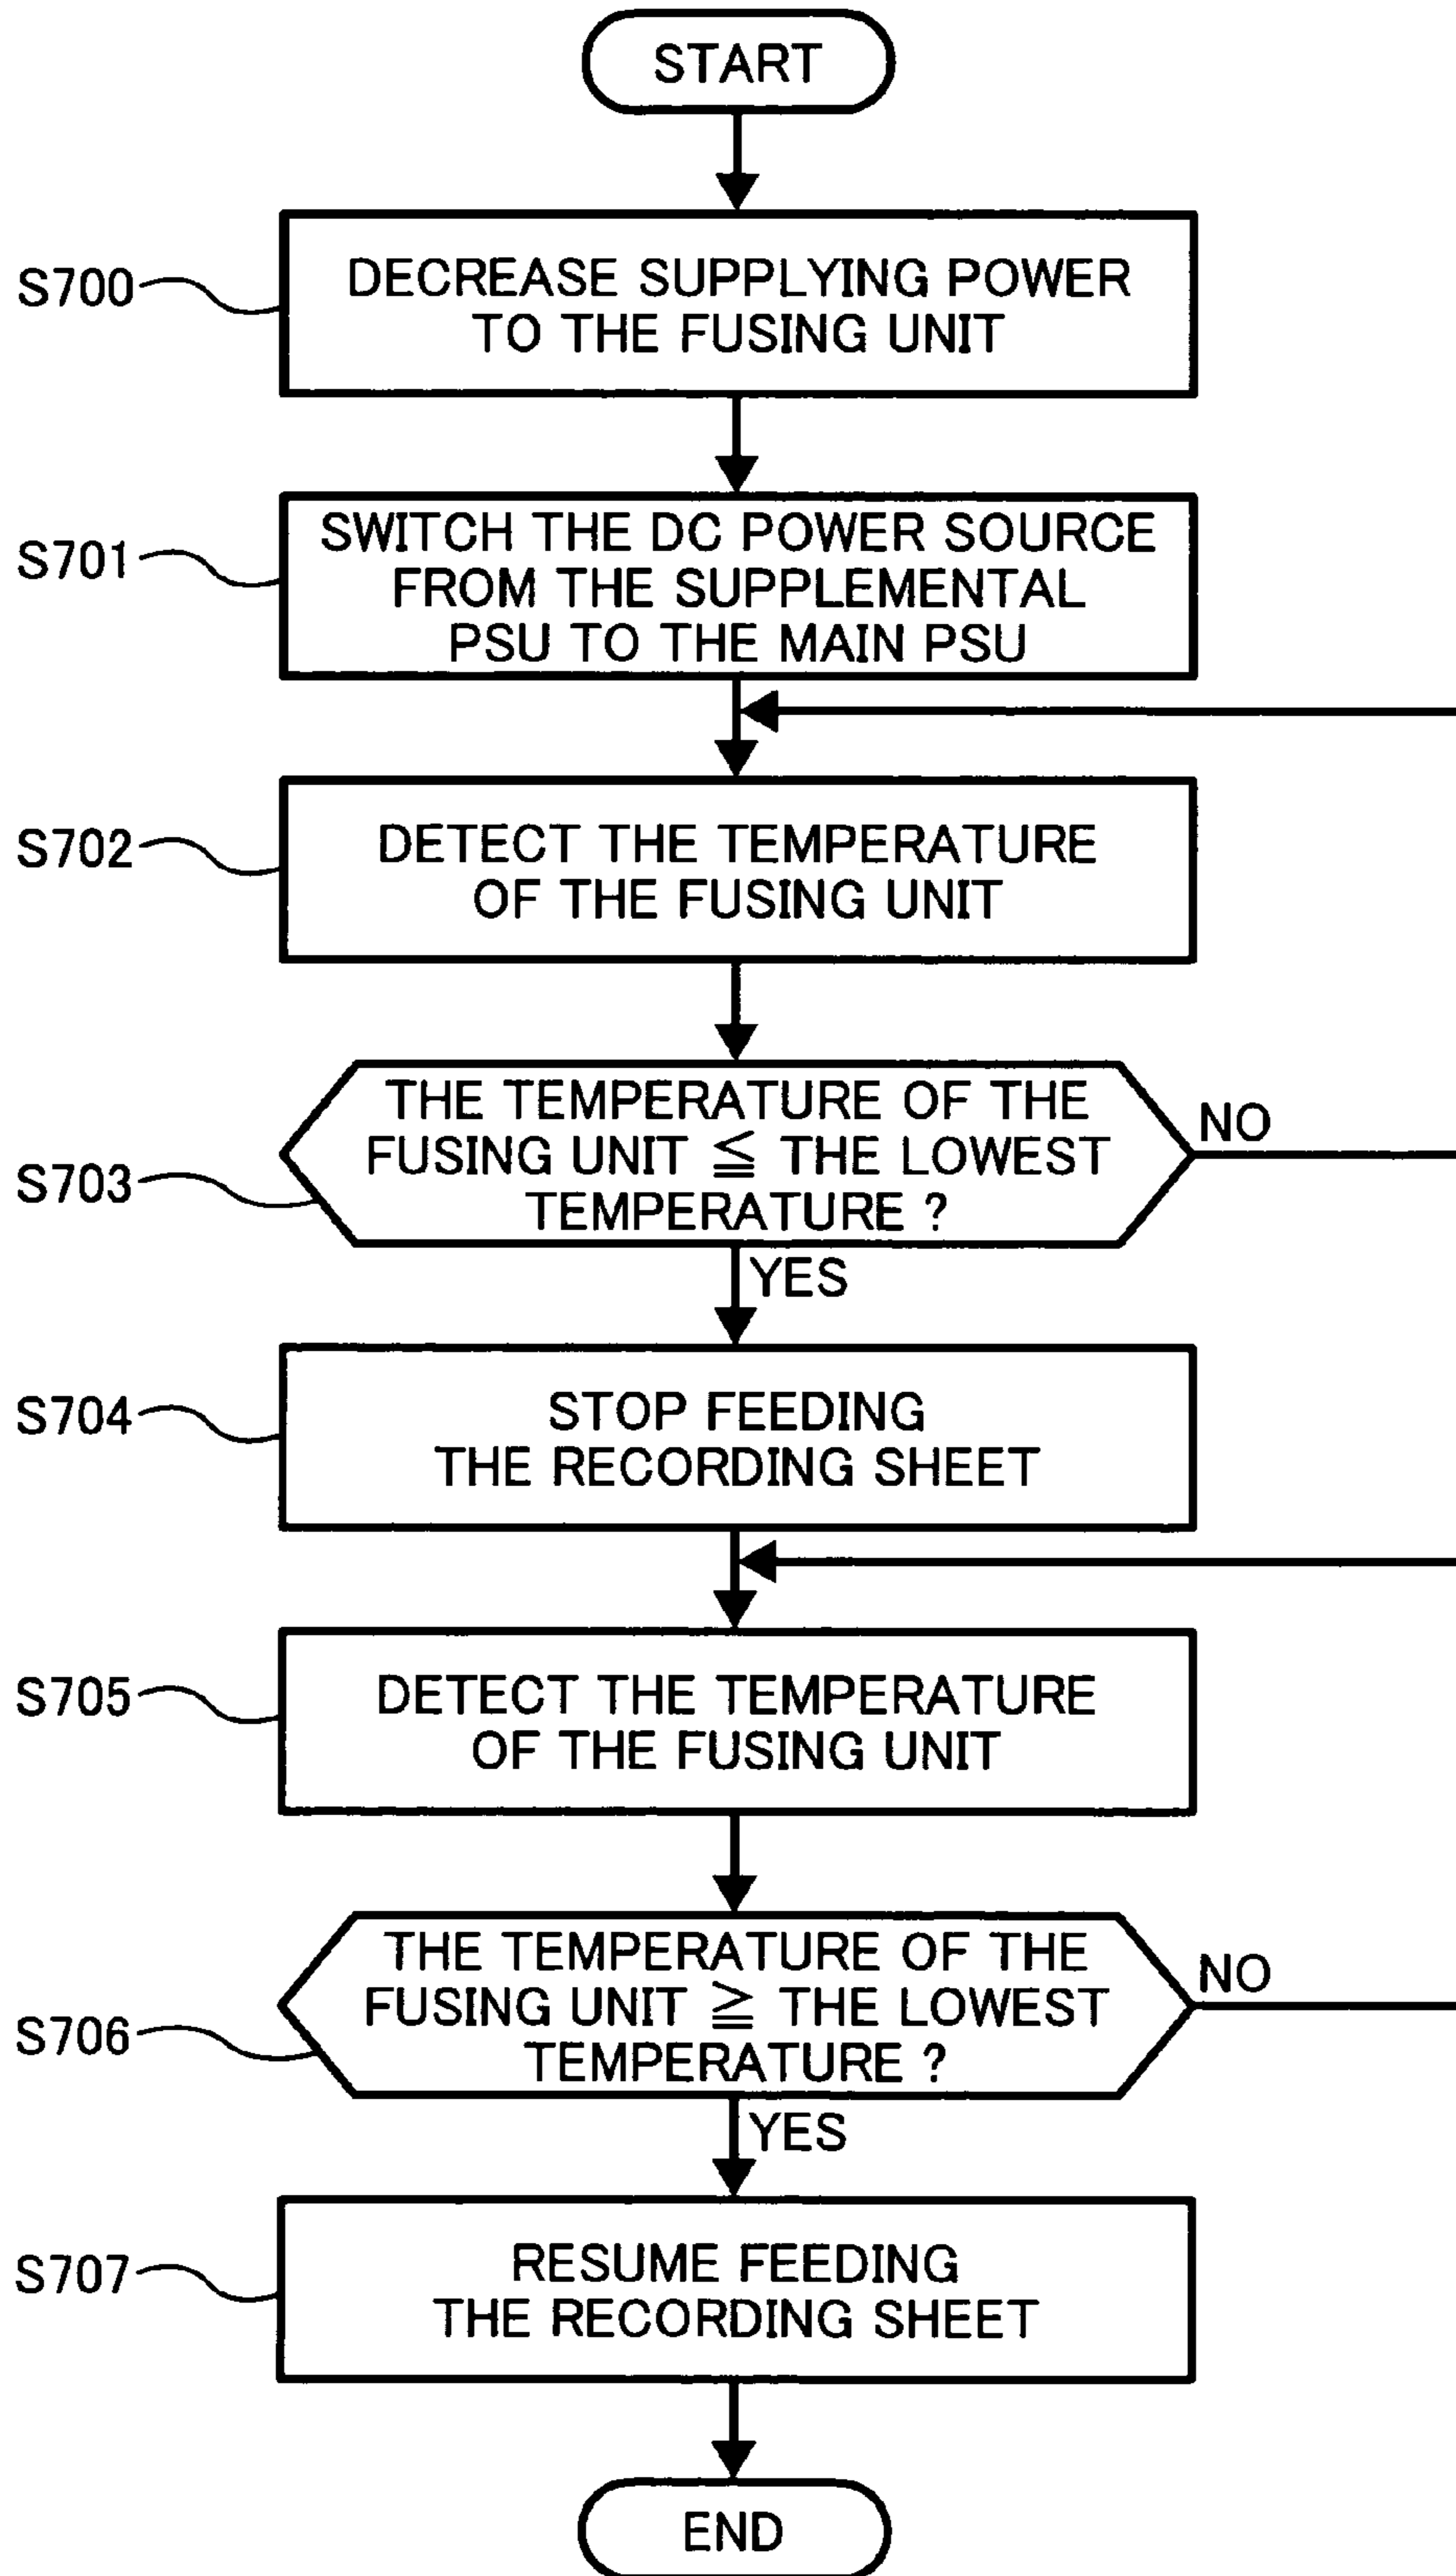 START
S700
DECREASE SUPPLYING POWER
TO THE FUSING UNIT
S701
SWITCH THE DC POWER SOURCE
FROM THE SUPPLEMENTAL
PSU TO THE MAIN PSU
S702
DETECT THE TEMPERATURE
OF THE FUSING UNIT
S703
THE TEMPERATURE OF THE
FUSING UNIT ≦ THE LOWEST
TEMPERATURE ?
NO
YES
S704
STOP FEEDING
THE RECORDING SHEET
S705
DETECT THE TEMPERATURE
OF THE FUSING UNIT
S706
THE TEMPERATURE OF THE
FUSING UNIT ≧ THE LOWEST
TEMPERATURE ?
NO
YES
S707
RESUME FEEDING
THE RECORDING SHEET
END